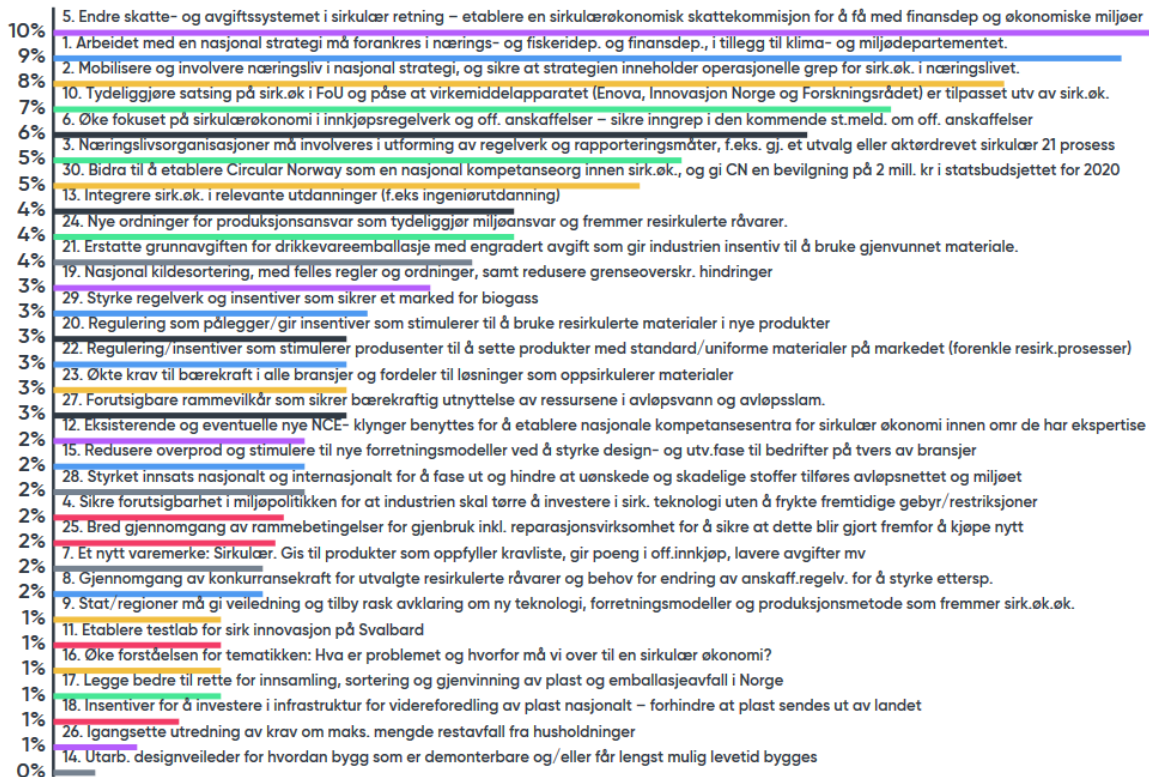 5. Endre skatte- og avgiftssystemet i sirkulær retning – etablere en sirkulærøkonomisk skattekommisjon for å få med finansdep og økonomiske miljøer
10%
1. Arbeidet med en nasjonal strategi må forankres i nærings- og fiskeridep. og finansdep., i tillegg til klima- og miljødepartementet.
9%
2. Mobilisere og involvere næringsliv i nasjonal strategi, og sikre at strategien inneholder operasjonelle grep for sirk.øk. i næringslivet.
8%
10. Tydeliggjøre satsing på sirk.øk i FoU og påse at virkemiddelapparatet (Enova, Innovasjon Norge og Forskningsrådet) er tilpasset utv av sirk.øk.
7%
6. Øke fokuset på sirkulærøkonomi i innkjøpsregelverk og off. anskaffelser – sikre inngrep i den kommende st.meld. om off. anskaffelser
6%
3. Næringslivsorganisasjoner må involveres i utforming av regelverk og rapporteringsmåter, f.eks. gj. et utvalg eller aktørdrevet sirkulær 21 prosess
5%
30. Bidra til å etablere Circular Norway som en nasjonal kompetanseorg innen sirk.øk., og gi CN en bevilgning på 2 mill. kr i statsbudsjettet for 2020
5%
13. Integrere sirk.øk. i relevante utdanninger (f.eks ingeniørutdanning)
4%
24. Nye ordninger for produksjonsansvar som tydeliggjør miljøansvar og fremmer resirkulerte råvarer.
4%
21. Erstatte grunnavgiften for drikkevareemballasje med engradert avgift som gir industrien insentiv til å bruke gjenvunnet materiale.
4%
19. Nasjonal kildesortering, med felles regler og ordninger, samt redusere grenseoverskr. hindringer
3%
29. Styrke regelverk og insentiver som sikrer et marked for biogass
3%
20. Regulering som pålegger/gir insentiver som stimulerer til å bruke resirkulerte materialer i nye produkter
3%
22. Regulering/insentiver som stimulerer produsenter til å sette produkter med standard/uniforme materialer på markedet (forenkle resirk.prosesser)
3%
23. Økte krav til bærekraft i alle bransjer og fordeler til løsninger som oppsirkulerer materialer
3%
27. Forutsigbare rammevilkår som sikrer bærekraftig utnyttelse av ressursene i avløpsvann og avløpsslam.
3%
12. Eksisterende og eventuelle nye NCE- klynger benyttes for å etablere nasjonale kompetansesentra for sirkulær økonomi innen omr de har ekspertise
2%
15. Redusere overprod og stimulere til nye forretningsmodeller ved å styrke design- og utv.fase til bedrifter på tvers av bransjer
2%
28. Styrket innsats nasjonalt og internasjonalt for å fase ut og hindre at uønskede og skadelige stoffer tilføres avløpsnettet og miljøet
2%
4. Sikre forutsigbarhet i miljøpolitikken for at industrien skal tørre å investere i sirk. teknologi uten å frykte fremtidige gebyr/restriksjoner
2%
25. Bred gjennomgang av rammebetingelser for gjenbruk inkl. reparasjonsvirksomhet for å sikre at dette blir gjort fremfor å kjøpe nytt
2%
7. Et nytt varemerke: Sirkulær. Gis til produkter som oppfyller kravliste, gir poeng i off.innkjøp, lavere avgifter mv
2%
8. Gjennomgang av konkurransekraft for utvalgte resirkulerte råvarer og behov for endring av anskaff.regelv. for å styrke ettersp.
2%
9. Stat/regioner må gi veiledning og tilby rask avklaring om ny teknologi, forretningsmodeller og produksjonsmetode som fremmer sirk.øk.øk.
1%
11. Etablere testlab for sirk innovasjon på Svalbard
1%
16. Øke forståelsen for tematikken: Hva er problemet og hvorfor må vi over til en sirkulær økonomi?
1%
17. Legge bedre til rette for innsamling, sortering og gjenvinning av plast og emballasjeavfall i Norge
1%
18. Insentiver for å investere i infrastruktur for videreforedling av plast nasjonalt – forhindre at plast sendes ut av landet
1%
26. Igangsette utredning av krav om maks. mengde restavfall fra husholdninger
1%
14. Utarb. designveileder for hvordan bygg som er demonterbare og/eller får lengst mulig levetid bygges
0%